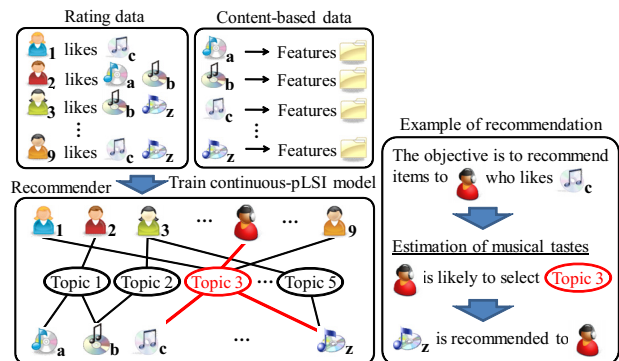 Rating data
1 likes c
2 likes a b
3 likes b z
⋮
9 likes c z
Content-based data
a → Features
b → Features
c → Features
⋮
z → Features
Recommender
Train continuous-pLSI model
1 2 3 ... ... 9
Topic 1 Topic 2 Topic 3 ... Topic 5
a b c ... z
Example of recommendation
The objective is to recommend
items to who likes c
Estimation of musical tastes
is likely to select Topic 3
z is recommended to